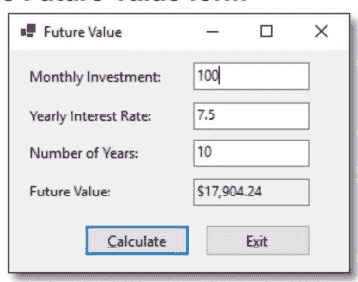 Future Value
Monthly Investment: 100
Yearly Interest Rate: 7.5
Number of Years: 10
Future Value: $17,904.24
Calculate Exit